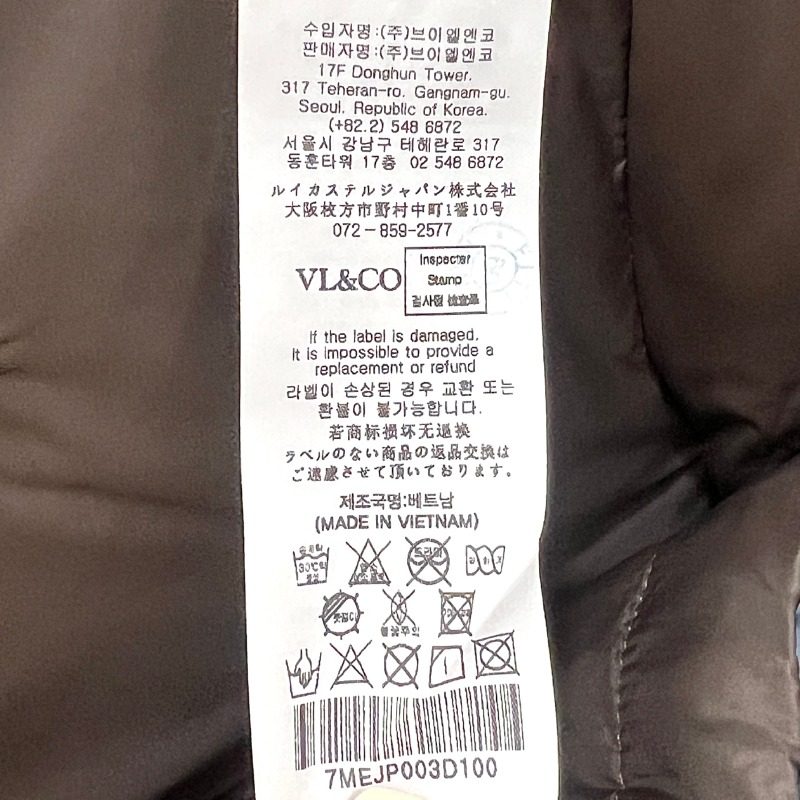 수입자명:(주)브이엘엔코
판매자명:(주)브이엘엔코
17F Donghun Tower.
317 Teheran-ro. Gangnam-gu.
Seoul. Republic of Korea.
(+82.2) 548 6872
서울시 강남구 테헤란로 317
동훈타워 17층 02 548 6872
ルイカステルジャパン株式会社
大阪枚方市野村中町1番10号
072-859-2577
VL&CO
Inspecter
Stamp
검사필 検査畢
If the label is damaged,
It is impossible to provide a
replacement or refund
라벨이 손상된 경우 교환 또는
환불이 불가능합니다.
若商标损坏无退換
ラベルのない商品の返品交換は
ご遠慮させて頂いております。
제조국명:베트남
(MADE IN VIETNAM)
30℃
드라이
7MEJP003D100